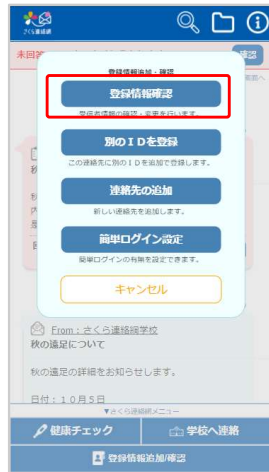 さくら連絡網
未回答
確認
登録情報追加・確認
登録情報確認
受信者情報の確認・変更を行います。
別のIDを登録
この連絡先に別のIDを追加で登録します。
連絡先の追加
新しい連絡先を追加します。
簡単ログイン設定
簡単ログインの有無を設定できます。
キャンセル
From：さくら連絡網学校
秋の遠足について
秋の遠足の詳細をお知らせします。
日付：10月5日
▼さくら連絡網メニュー
健康チェック
学校へ連絡
登録情報追加/確認